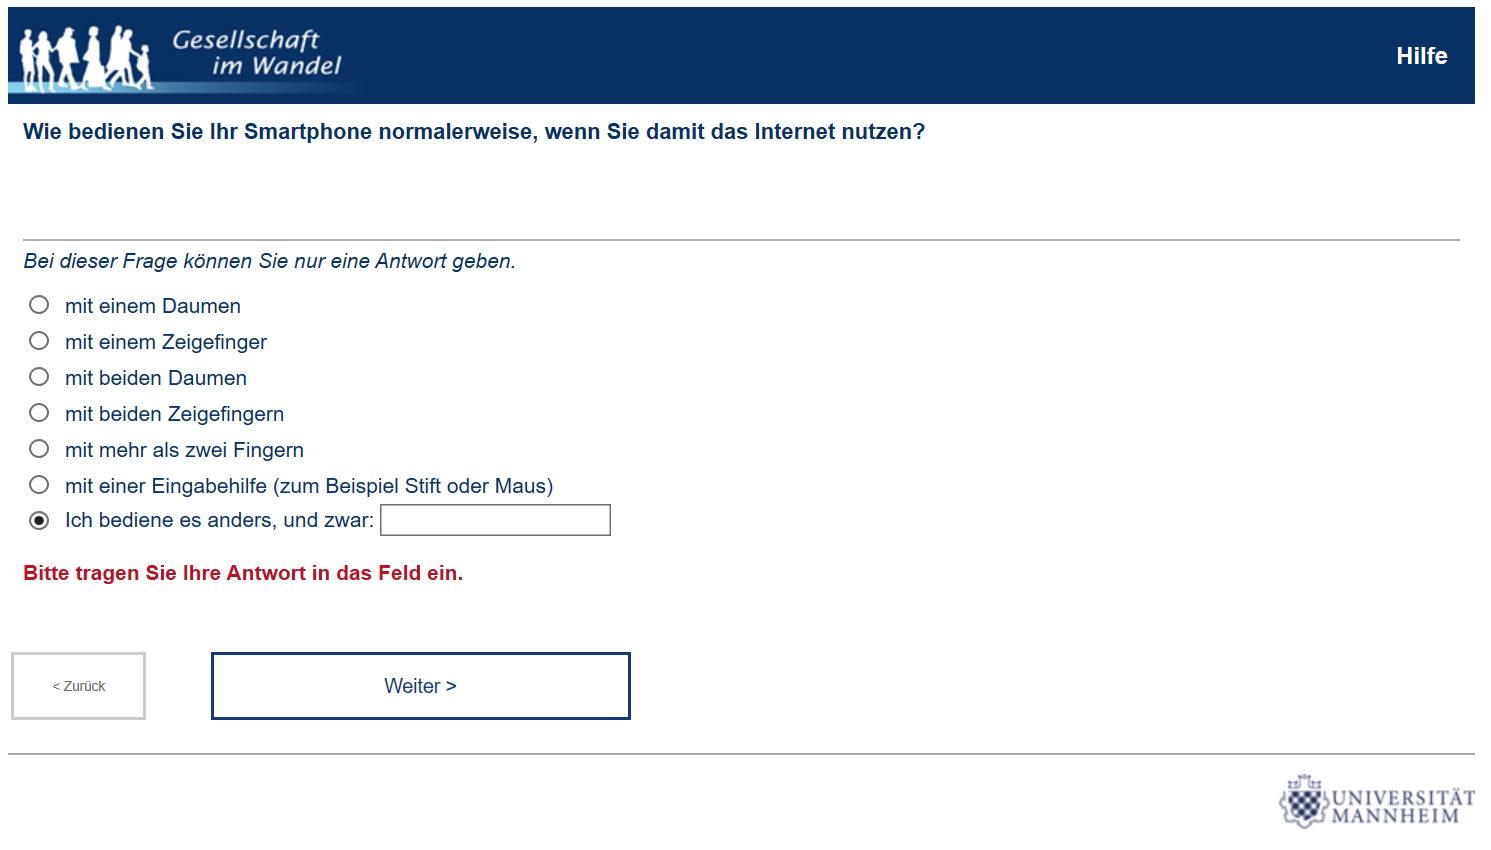 Gesellschaft
im Wandel
Hilfe
Wie bedienen Sie Ihr Smartphone normalerweise, wenn Sie damit das Internet nutzen?
Bei dieser Frage können Sie nur eine Antwort geben.
mit einem Daumen
mit einem Zeigefinger
mit beiden Daumen
mit beiden Zeigefingern
mit mehr als zwei Fingern
mit einer Eingabehilfe (zum Beispiel Stift oder Maus)
Ich bediene es anders, und zwar:
Bitte tragen Sie Ihre Antwort in das Feld ein.
< Zurück
Weiter >
UNIVERSITÄT
MANNHEIM